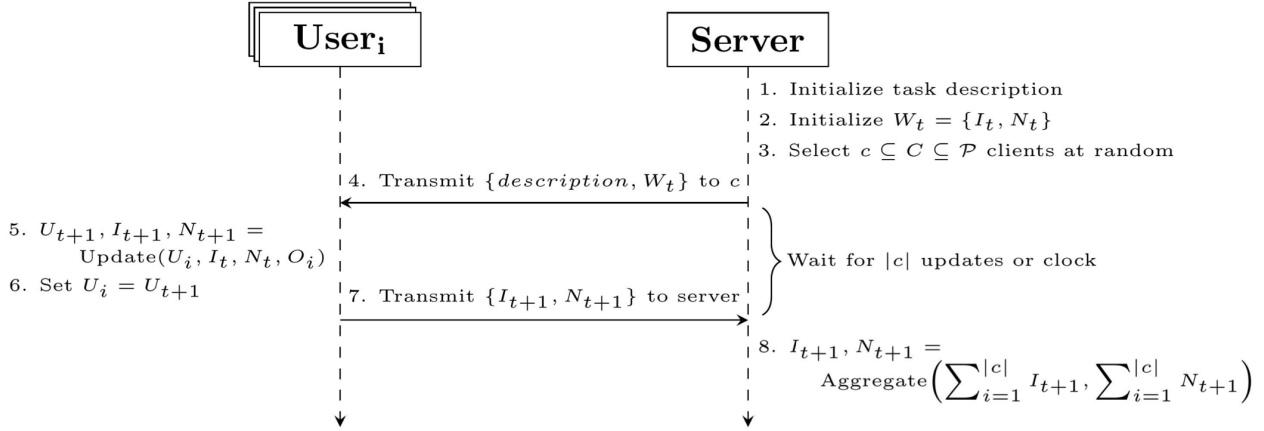 User_i
Server
1. Initialize task description
2. Initialize W_t = {I_t, N_t}
3. Select c ⊆ C ⊆ 𝒫 clients at random
4. Transmit {description, W_t} to c
5. U_{t+1}, I_{t+1}, N_{t+1} =
Update(U_i, I_t, N_t, O_i)
6. Set U_i = U_{t+1}
Wait for |c| updates or clock
7. Transmit {I_{t+1}, N_{t+1}} to server
8. I_{t+1}, N_{t+1} =
Aggregate(∑_{i=1}^{|c|} I_{t+1}, ∑_{i=1}^{|c|} N_{t+1})